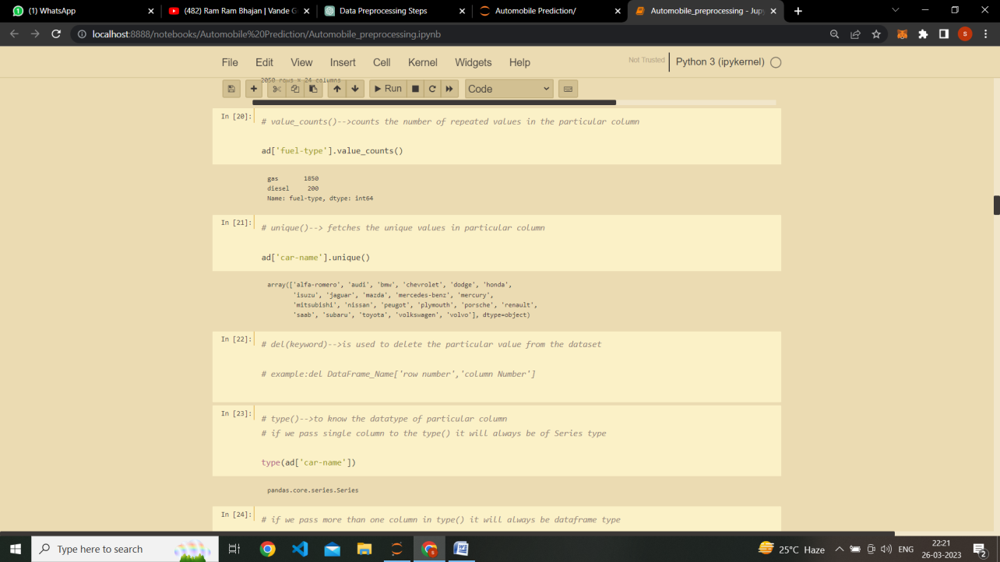 (1) WhatsApp
(482) Ram Ram Bhajan | Vande G
Data Preprocessing Steps
Automobile Prediction/
Automobile_preprocessing - Jup
localhost:8888/notebooks/Automobile%20Prediction/Automobile_preprocessing.ipynb
S
File Edit View Insert Cell Kernel Widgets Help
Not Trusted
Python 3 (ipykernel)
2050 rows × 24 columns
Run
Code
In [20]:
# value_counts()-->counts the number of repeated values in the particular column
ad['fuel-type'].value_counts()
gas 1850
diesel 200
Name: fuel-type, dtype: int64
In [21]:
# unique()--> fetches the unique values in particular column
ad['car-name'].unique()
array(['alfa-romero', 'audi', 'bmw', 'chevrolet', 'dodge', 'honda',
'isuzu', 'jaguar', 'mazda', 'mercedes-benz', 'mercury',
'mitsubishi', 'nissan', 'peugot', 'plymouth', 'porsche', 'renault',
'saab', 'subaru', 'toyota', 'volkswagen', 'volvo'], dtype=object)
In [22]:
# del(keyword)-->is used to delete the particular value from the dataset
# example:del DataFrame_Name['row number','column Number']
In [23]:
# type()-->to know the datatype of particular column
# if we pass single column to the type() it will always be of Series type
type(ad['car-name'])
pandas.core.series.Series
In [24]:
# if we pass more than one column in type() it will always be dataframe type
Type here to search
25°C Haze
ENG
22:21
26-03-2023
2